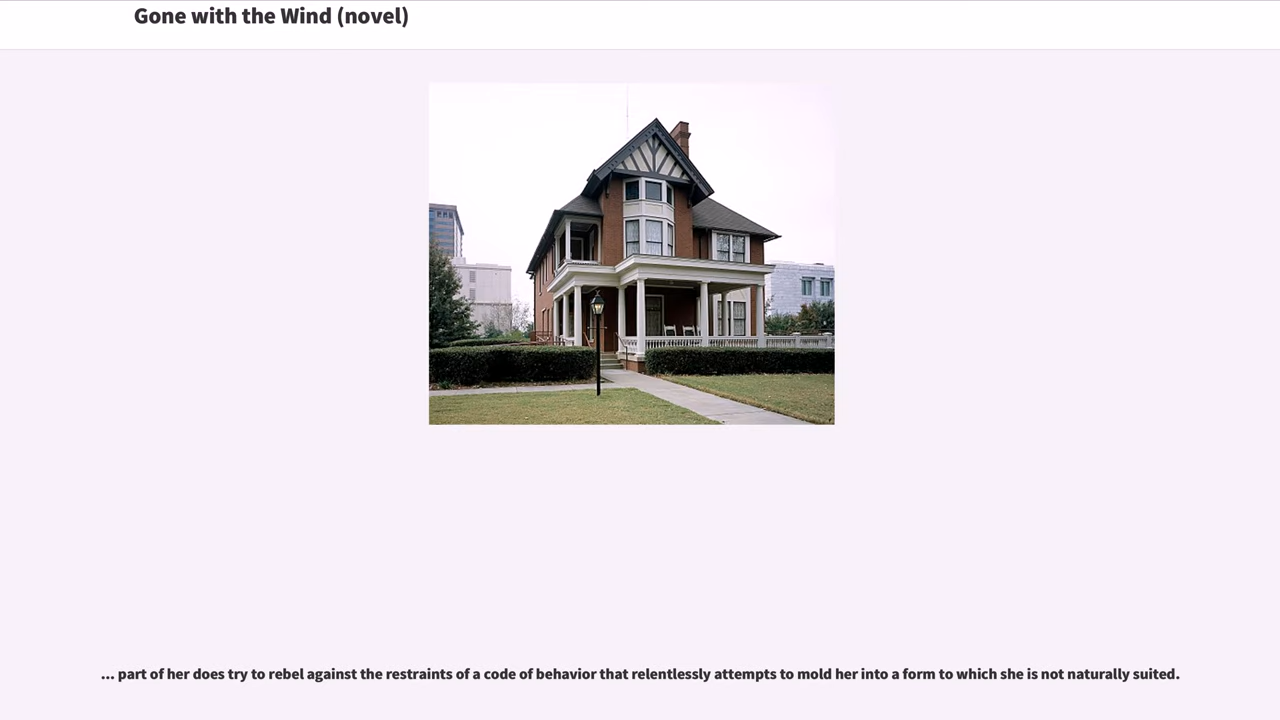 Gone with the Wind (novel)
... part of her does try to rebel against the restraints of a code of behavior that relentlessly attempts to mold her into a form to which she is not naturally suited.